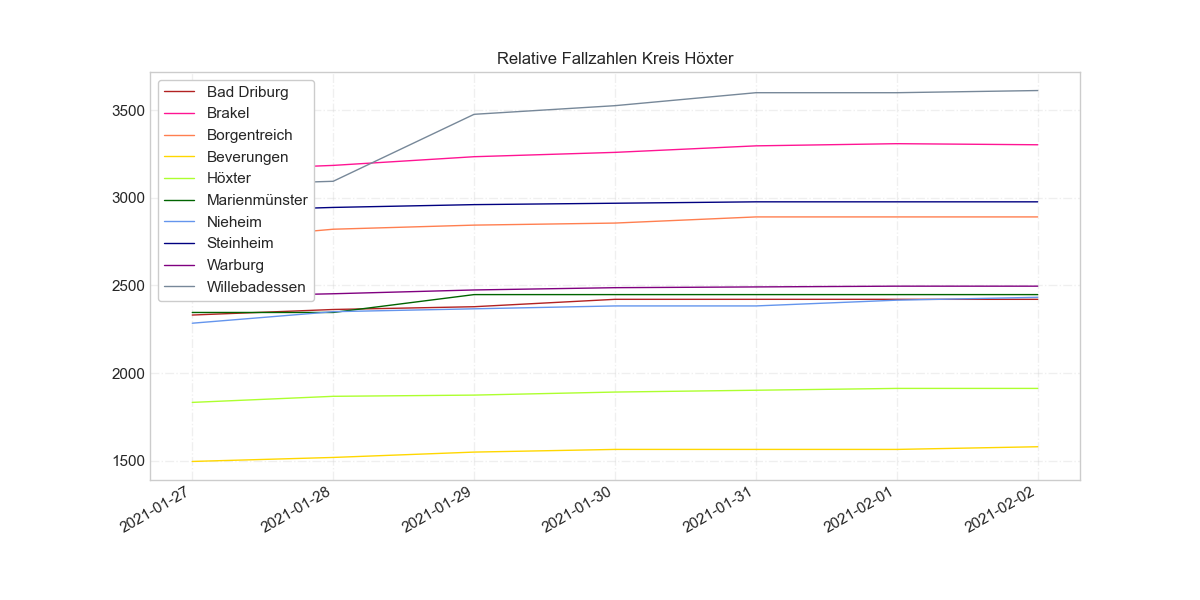 Relative Fallzahlen Kreis Höxter
Bad Driburg
Brakel
Borgentreich
Beverungen
Höxter
Marienmünster
Nieheim
Steinheim
Warburg
Willebadessen
3500
3000
2500
2000
1500
2021-01-27
2021-01-28
2021-01-29
2021-01-30
2021-01-31
2021-02-01
2021-02-02